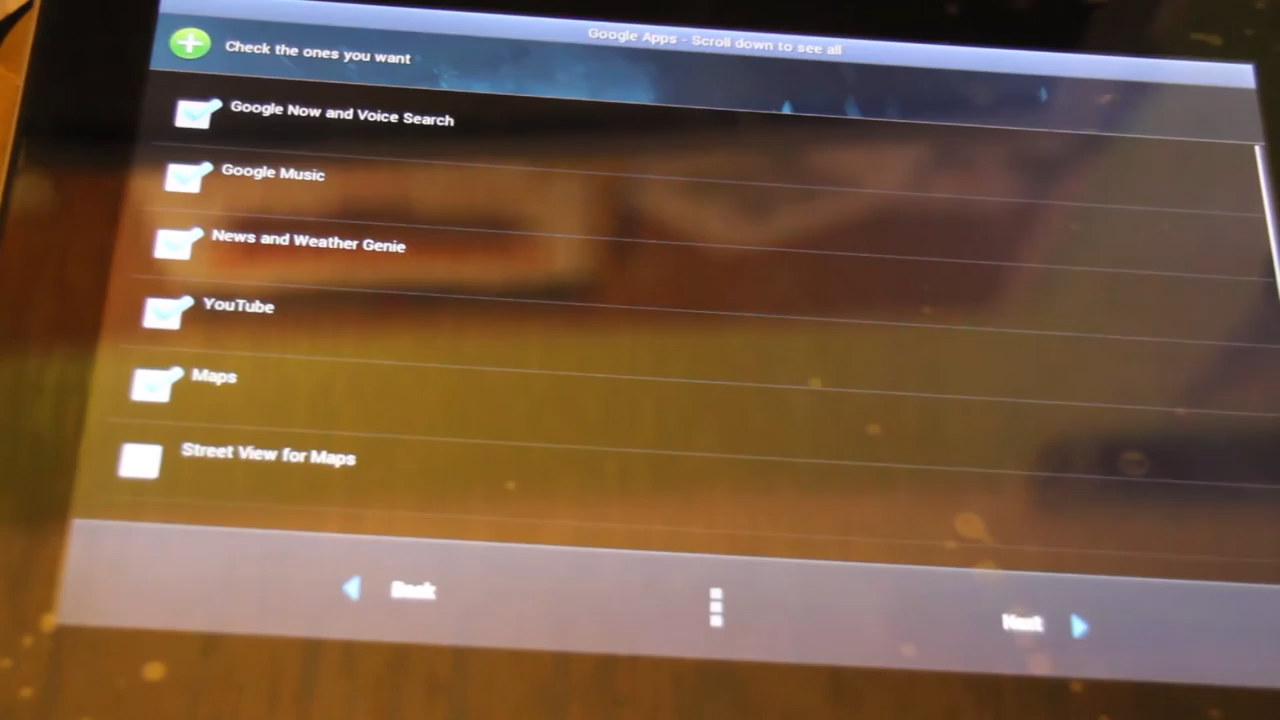 Google Apps - Scroll down to see all
Check the ones you want
Google Now and Voice Search
Google Music
News and Weather Genie
YouTube
Maps
Street View for Maps
Back
Next